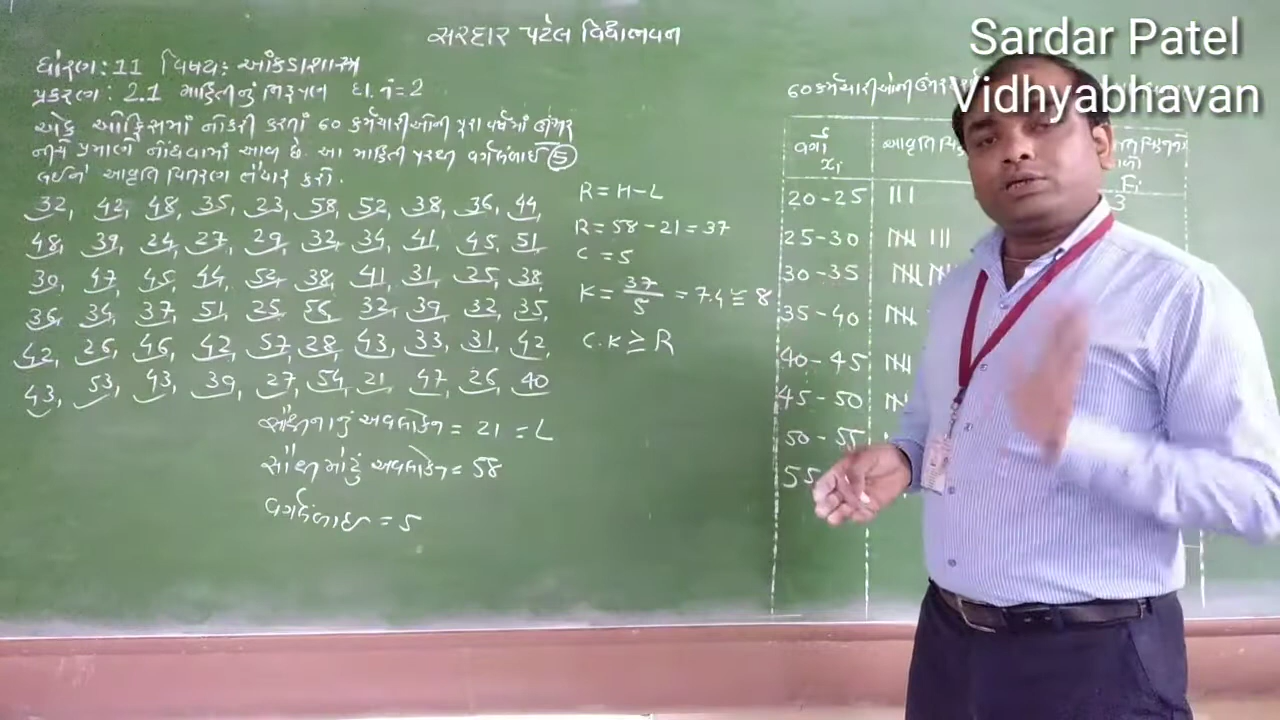 Sardar Patel
Vidhyabhavan
સરદાર પટેલ વિદ્યાભવન
ધોરણ: 11 વિષય: આંકડાશાસ્ત્ર
પ્રકરણ: 2.1 માહિતીનું નિરૂપણ દા.નં=2
એક ઓફિસમાં નોકરી કરતાં 60 કર્મચારીઓની પૂરા વર્ષમાં ઉંમર
નીચે પ્રમાણે નોંધવામાં આવી છે. આ માહિતી પરથી વર્ગલંબાઈ 5
લઈને આવૃત્તિ વિતરણ તૈયાર કરો.
32, 42, 48, 35, 23, 58, 52, 38, 36, 44,
48, 39, 24, 27, 29, 32, 34, 41, 45, 51
30, 47, 45, 44, 38, 41, 31, 25, 38
36, 34, 37, 51, 25, 56, 32, 39, 32, 35,
42, 26, 46, 42, 57, 28, 43, 33, 31, 42,
43, 53, 43, 39, 27, 54, 21, 47, 26, 40
અવલોકન = 21 = L
સૌથી મોટું અવલોકન = 58
વર્ગલંબાઈ = 5
R = H-L
R = 58-21 = 37
C = 5
K = 37/5 = 7.4 ≅ 8
C.K ≥ R
60 કર્મચારીઓની ઉંમર
વર્ગો આવૃત્તિ
xi Fi
20-25 3
25-30
30-35
35-40
40-45
45-50
50-55
55